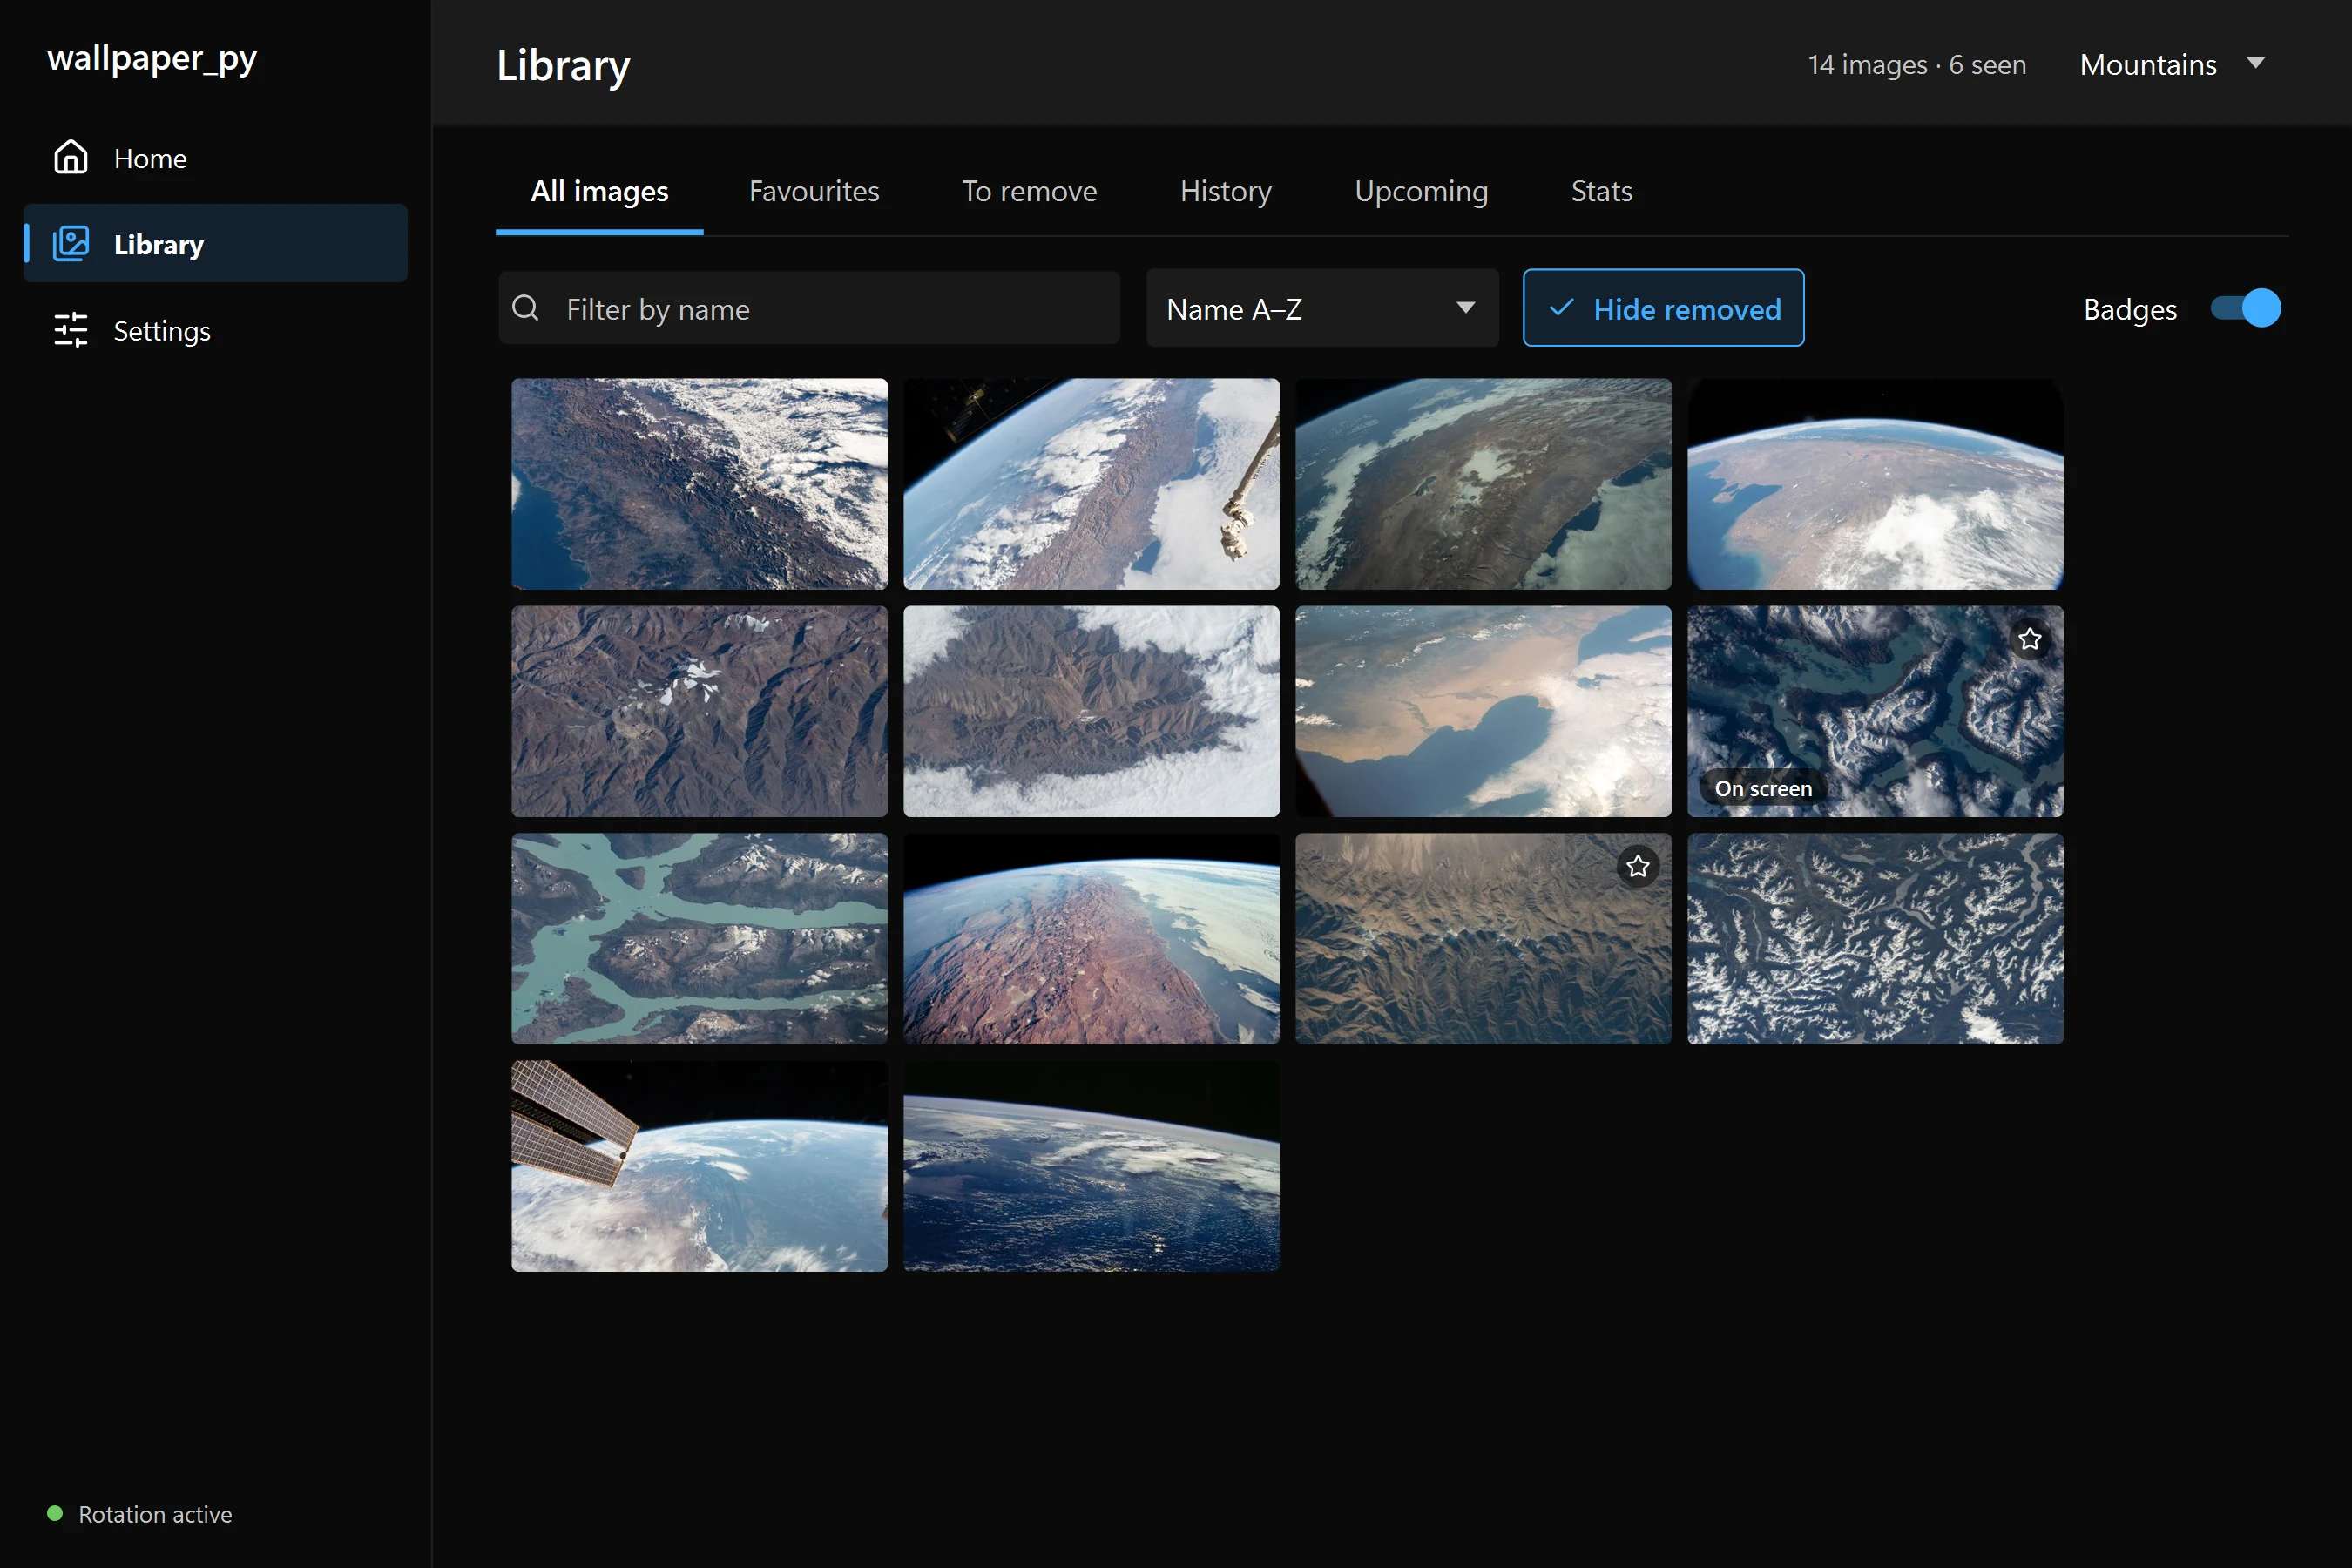 wallpaper_py
Home
Library
Settings
Rotation active
Library
14 images · 6 seen
Mountains
All images
Favourites
To remove
History
Upcoming
Stats
Filter by name
Name A–Z
Hide removed
Badges
On screen